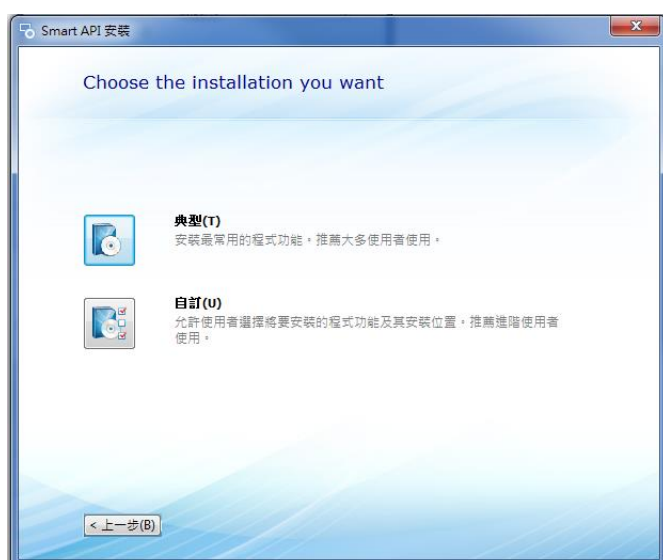 Smart API 安裝
Choose the installation you want
典型(T)
安裝最常用的程式功能。推薦大多使用者使用。
自訂(U)
允許使用者選擇將要安裝的程式功能及其安裝位置。推薦進階使用者
使用。
< 上一步(B)